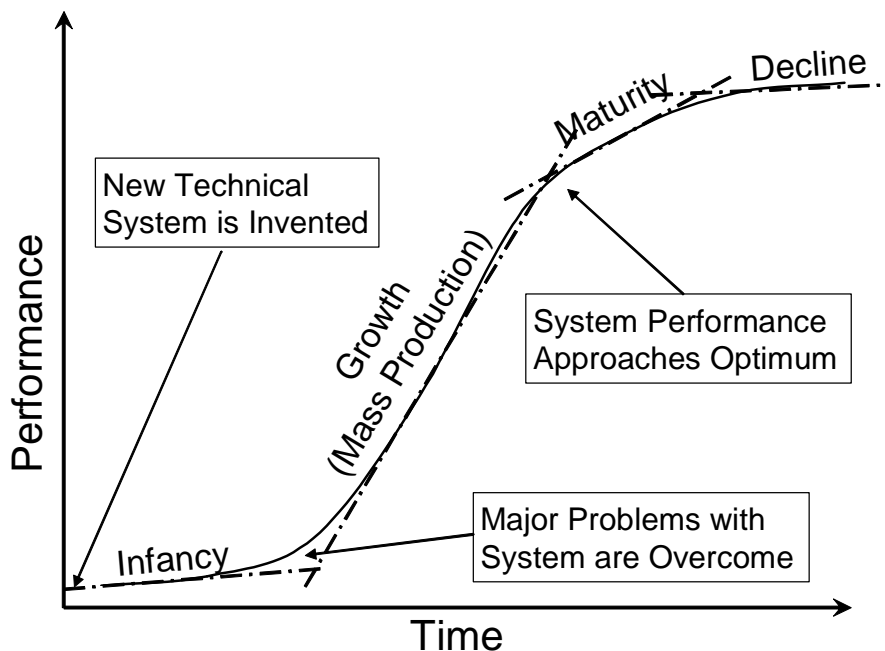 Decline
Maturity
New Technical
System is Invented
Growth
(Mass Production)
System Performance
Approaches Optimum
Performance
Major Problems with
System are Overcome
Infancy
Time